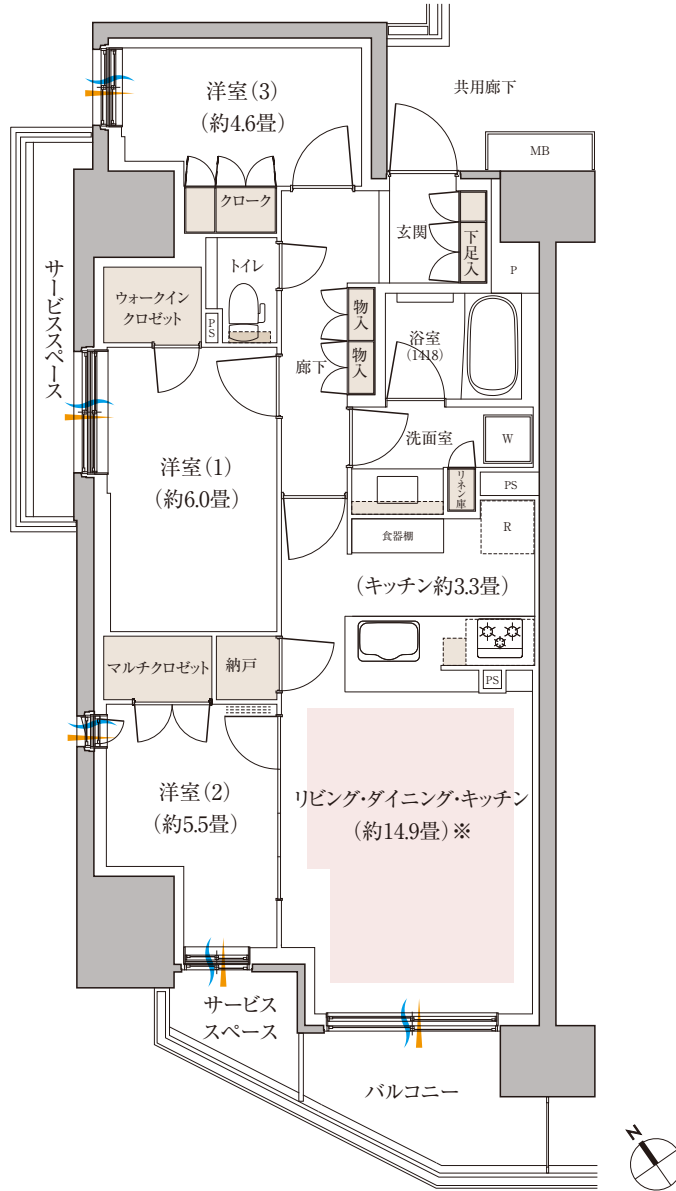 洋室(3)
(約4.6畳)
共用廊下
MB
クローク
玄関
下足入
トイレ
P
サービススペース
ウォークイン
クロゼット
PS
物入
浴室
(1418)
物入
廊下
洗面室
W
洋室(1)
(約6.0畳)
リネン庫
PS
食器棚
R
(キッチン約3.3畳)
マルチクロゼット
納戸
PS
洋室(2)
(約5.5畳)
リビング・ダイニング・キッチン
(約14.9畳)※
サービス
スペース
バルコニー
N